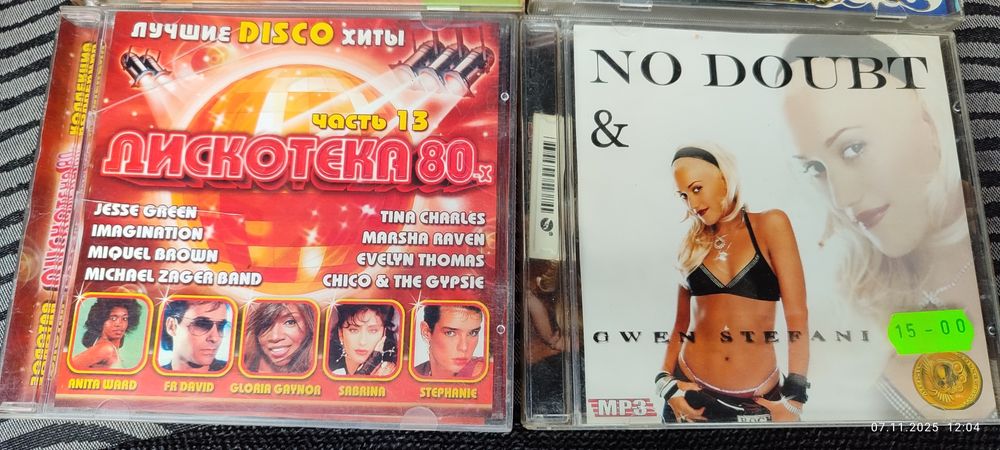 ЛУЧШИЕ DISCO ХИТЫ
часть 13
ДИСКОТЕКА 80-х
JESSE GREEN
IMAGINATION
MIQUEL BROWN
MICHAEL ZAGER BAND
TINA CHARLES
MARSHA RAVEN
EVELYN THOMAS
CHICO & THE GYPSIE
ANITA WARD
FR DAVID
GLORIA GAYNOR
SABRINA
STEPHANIE
NO DOUBT
&
GWEN STEFANI
15-00
MP3
07.11.2025 12:04